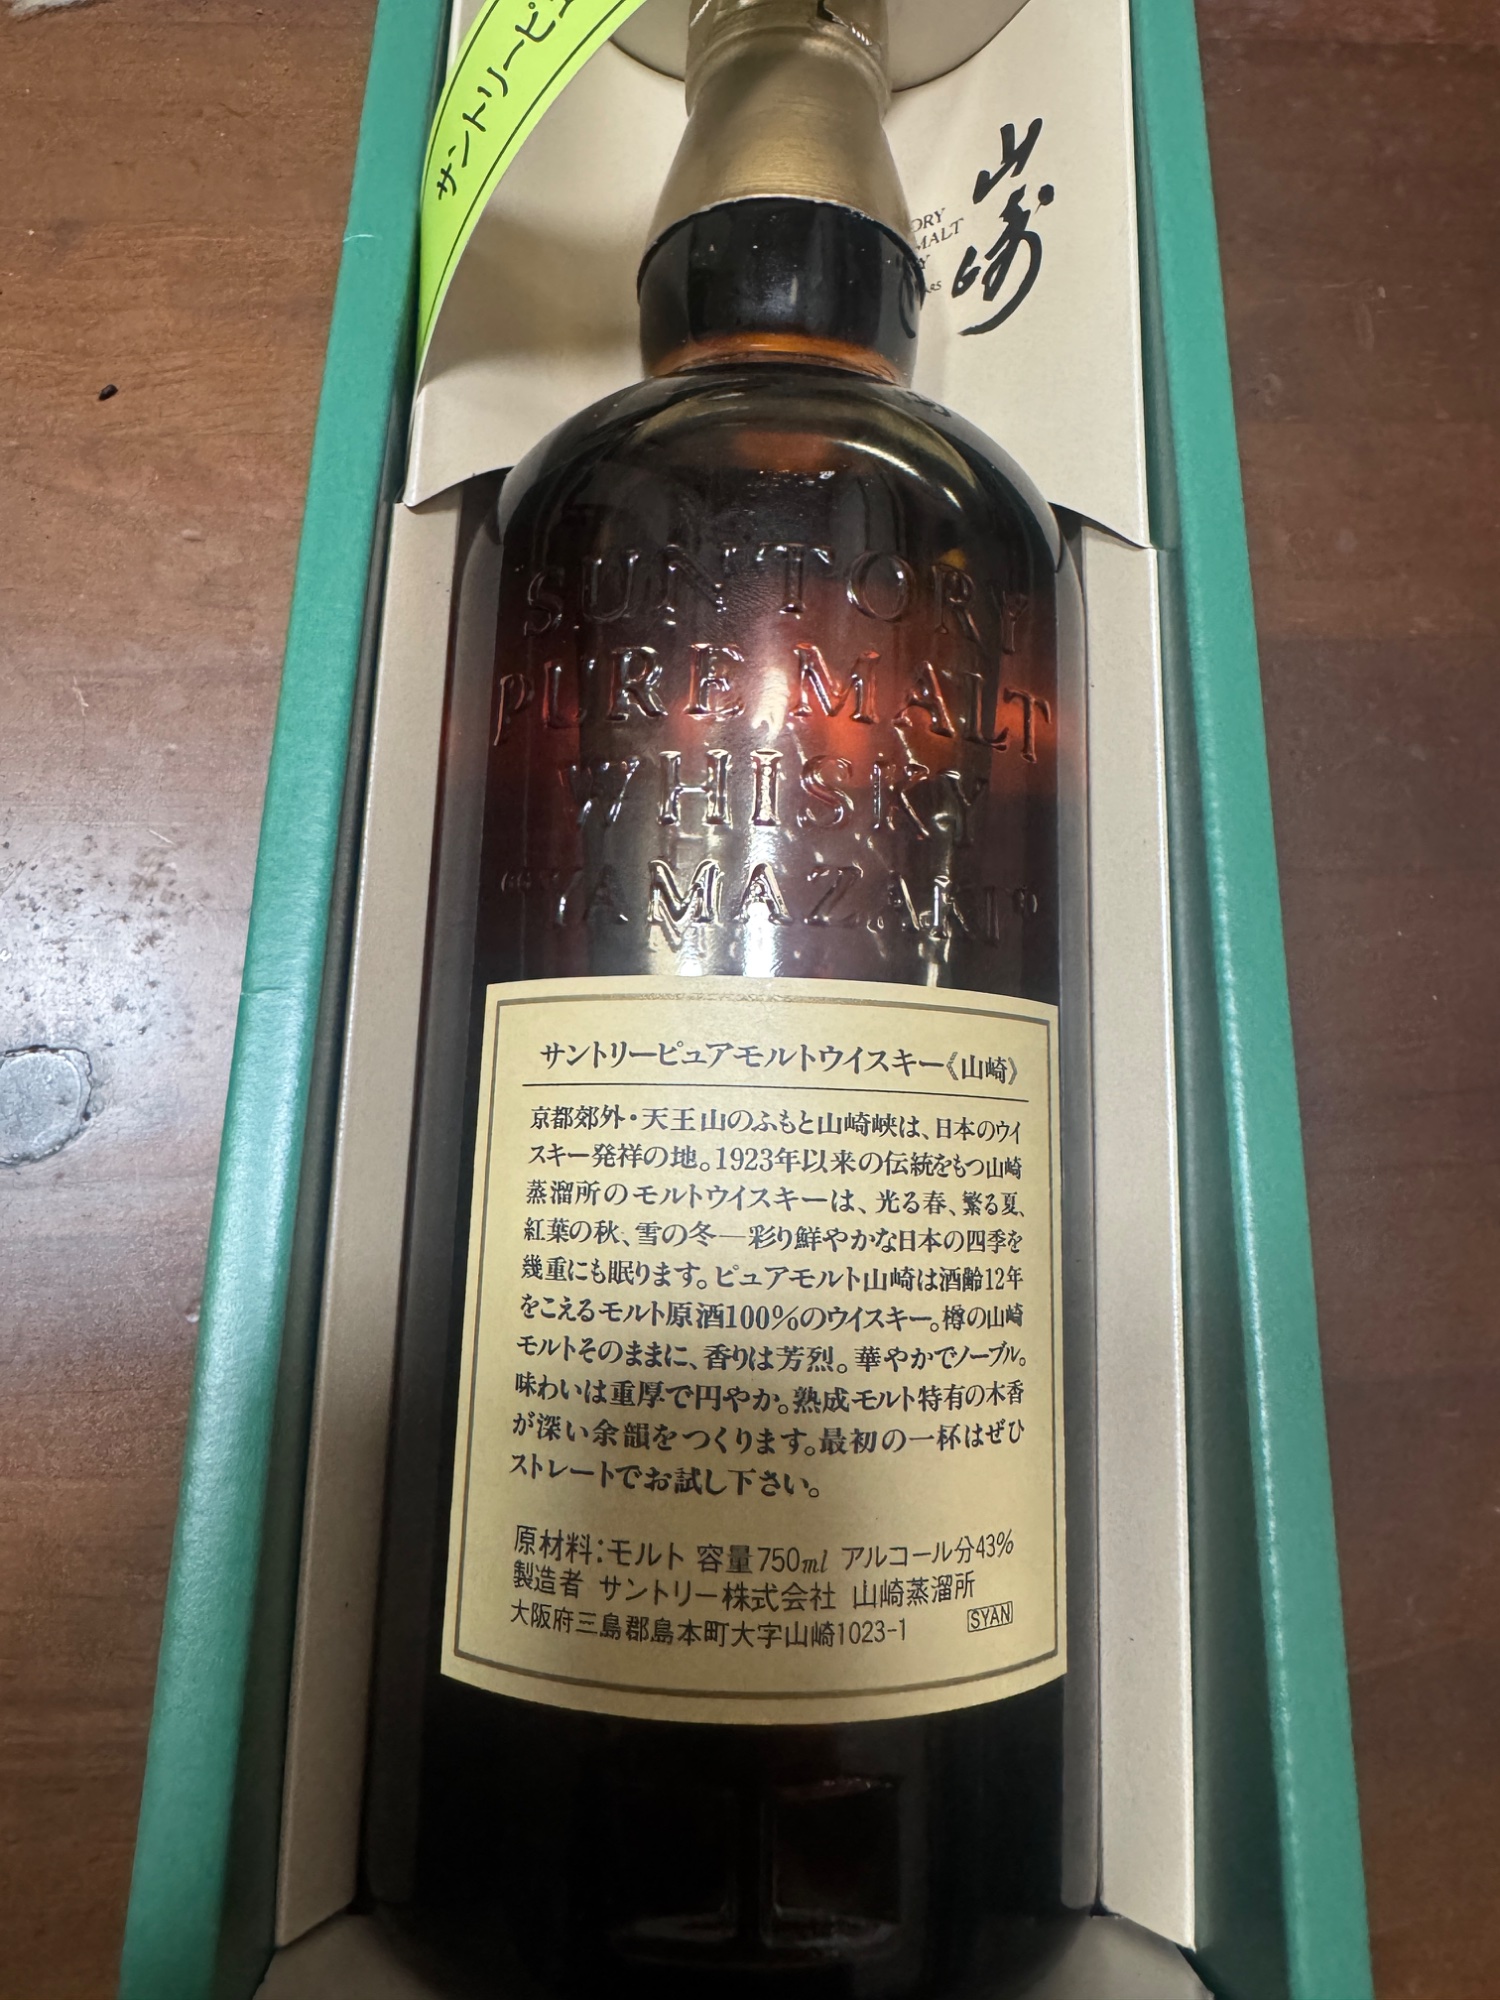 サントリーピュ
山崎
ORY
MALT
Y
ARS
SUNTORY
PURE MALT
WHISKY
"YAMAZAKI"
サントリーピュアモルトウイスキー《山崎》
京都郊外・天王山のふもと山崎峡は、日本のウイ
スキー発祥の地。1923年以来の伝統をもつ山崎
蒸溜所のモルトウイスキーは、光る春、繁る夏、
紅葉の秋、雪の冬─彩り鮮やかな日本の四季を
幾重にも眠ります。ピュアモルト山崎は酒齢12年
をこえるモルト原酒100%のウイスキー。樽の山崎
モルトそのままに、香りは芳烈。華やかでノーブル。
味わいは重厚で円やか。熟成モルト特有の木香
が深い余韻をつくります。最初の一杯はぜひ
ストレートでお試し下さい。
原材料:モルト 容量750ml アルコール分43%
製造者 サントリー株式会社 山崎蒸溜所
大阪府三島郡島本町大字山崎1023-1 SYAN